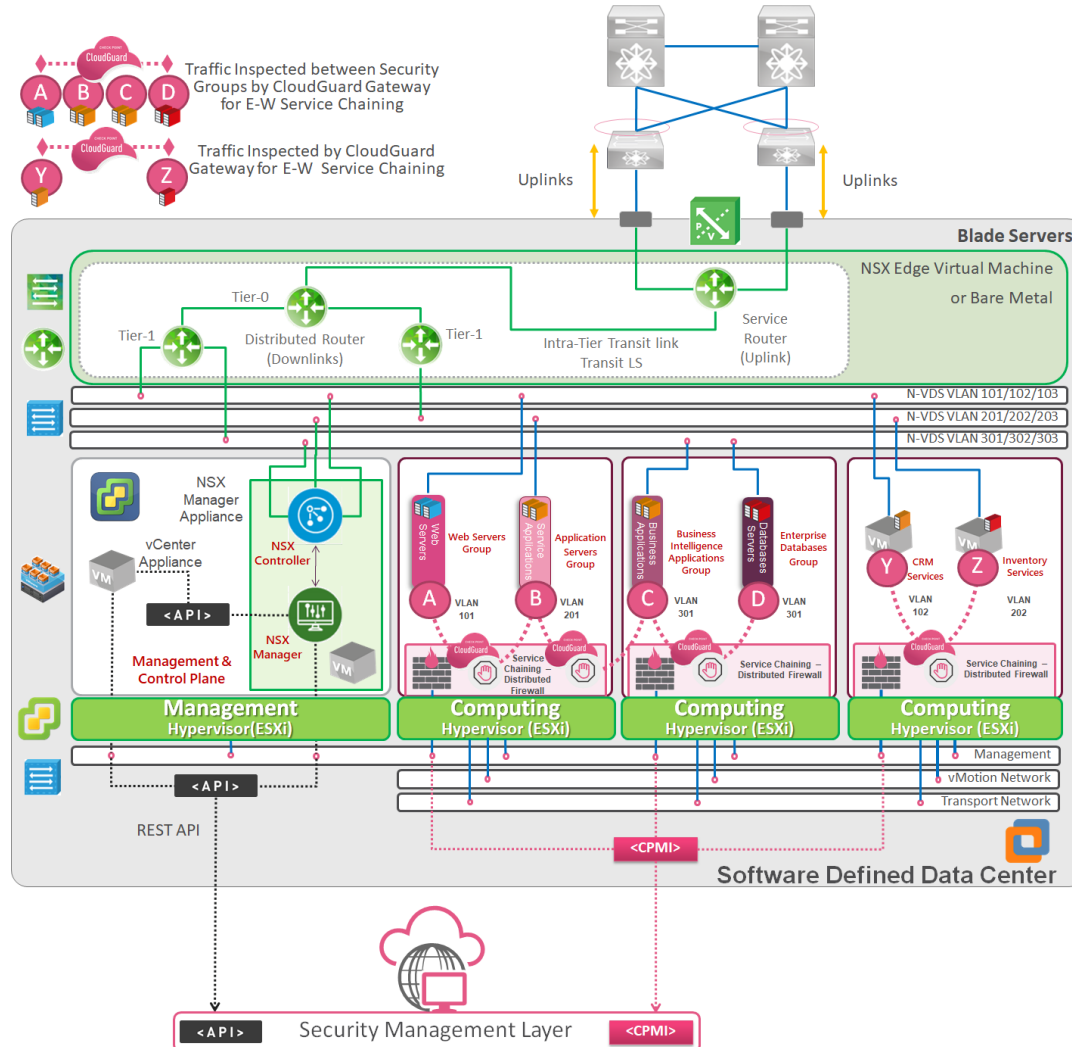 CHECK POINT
CloudGuard
A B C D
Traffic Inspected between Security
Groups by CloudGuard Gateway
for E-W Service Chaining
CHECK POINT
CloudGuard
Y Z
Traffic Inspected by CloudGuard
Gateway for E-W Service Chaining
Uplinks
Uplinks
P V
Blade Servers
NSX Edge Virtual Machine
or Bare Metal
Tier-0
Tier-1
Distributed Router
(Downlinks)
Tier-1
Intra-Tier Transit link
Transit LS
Service
Router
(Uplink)
N-VDS VLAN 101/102/103
N-VDS VLAN 201/202/203
N-VDS VLAN 301/302/303
NSX
Manager
Appliance
vCenter
Appliance
VM
<API>
NSX
Controller
NSX
Manager
VM
Management &
Control Plane
Web
Servers
Web Servers
Group
A
VLAN
101
Service
Applications
Application
Servers
Group
B
VLAN
201
CloudGuard
CloudGuard
Service
Chaining –
Distributed
Firewall
Business
Applications
Business
Intelligence
Applications
Group
C
VLAN
301
Databases
Servers
Enterprise
Databases
Group
D
VLAN
301
CloudGuard
Service Chaining –
Distributed Firewall
VM
Y
CRM
Services
VLAN
102
VM
Z
Inventory
Services
VLAN
202
CloudGuard
Service Chaining –
Distributed Firewall
Management
Hypervisor(ESXi)
Computing
Hypervisor (ESXi)
Computing
Hypervisor (ESXi)
Computing
Hypervisor (ESXi)
Management
vMotion Network
Transport Network
<API>
REST API
<CPMI>
Software Defined Data Center
<API>
Security Management Layer
<CPMI>